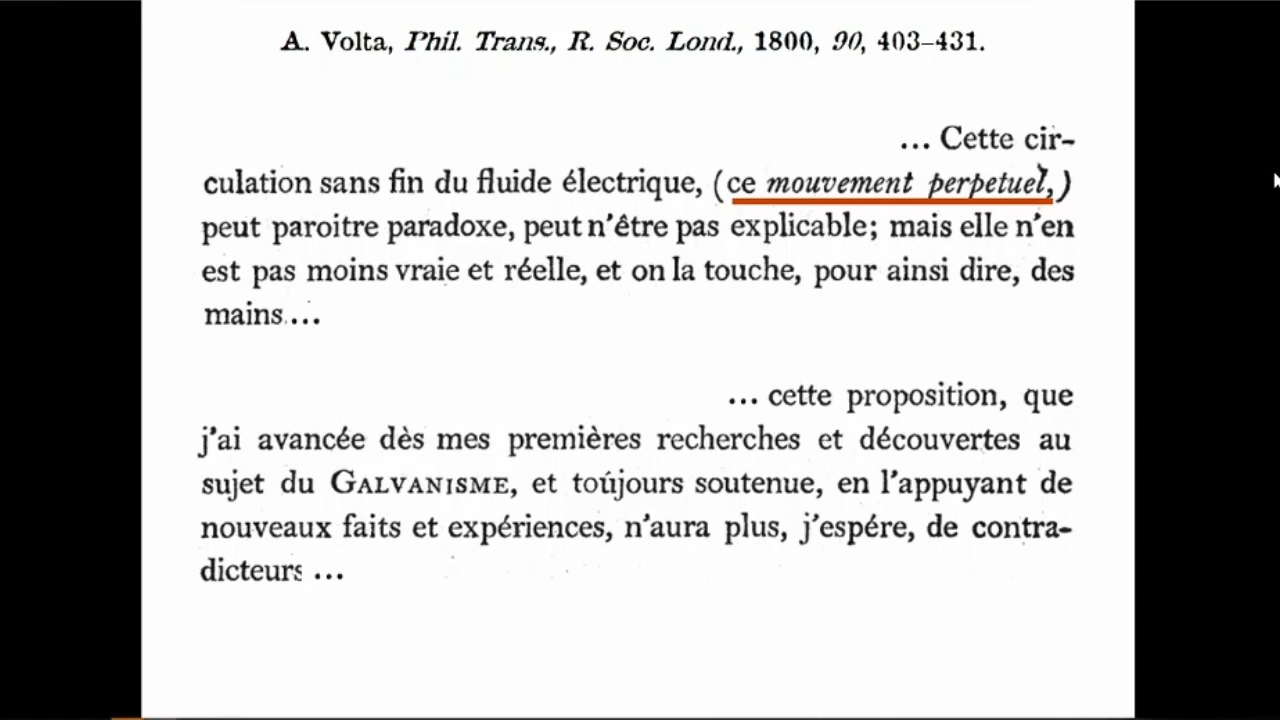 A. Volta, Phil. Trans., R. Soc. Lond., 1800, 90, 403–431.
... Cette cir-
culation sans fin du fluide électrique, (ce mouvement perpetuel,)
peut paroitre paradoxe, peut n'être pas explicable; mais elle n'en
est pas moins vraie et réelle, et on la touche, pour ainsi dire, des
mains ...
... cette proposition, que
j'ai avancée dès mes premières recherches et découvertes au
sujet du GALVANISME, et toújours soutenue, en l'appuyant de
nouveaux faits et expériences, n'aura plus, j'espére, de contra-
dicteurs ...